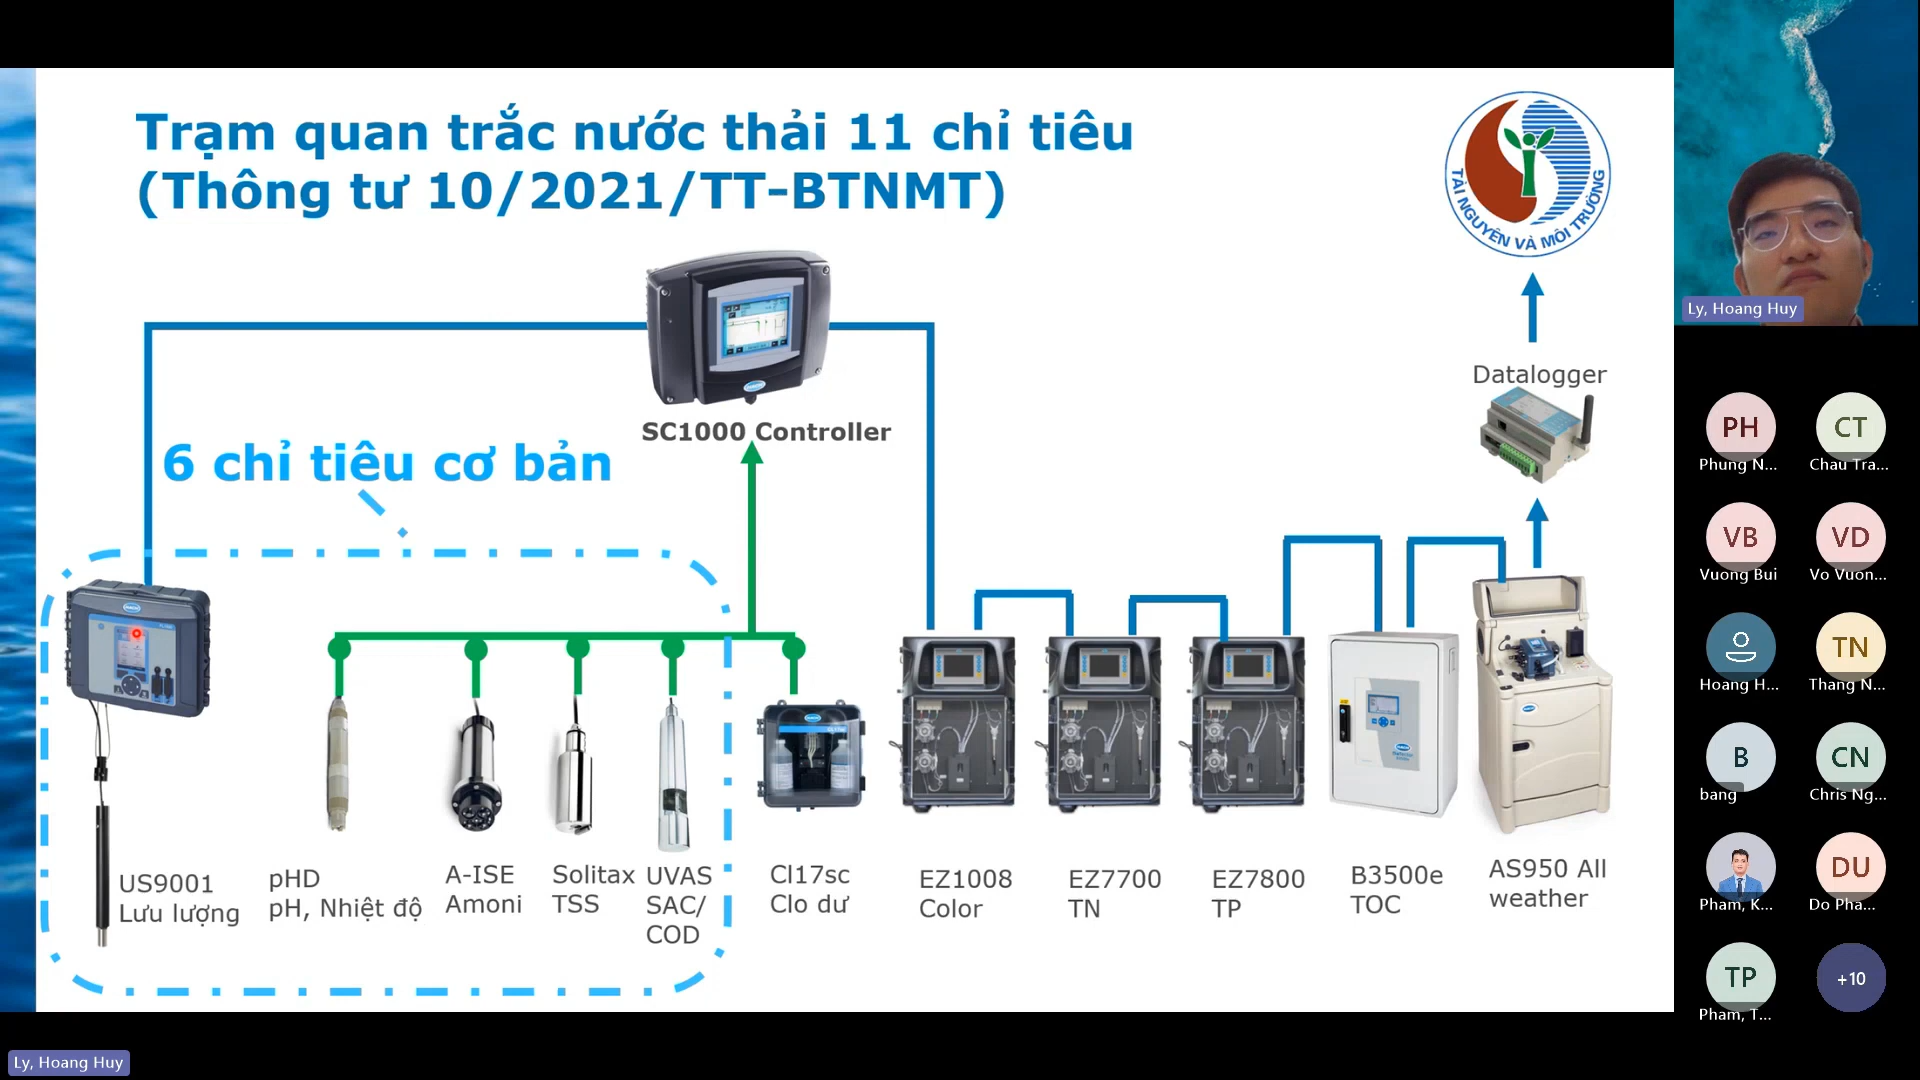 Trạm quan trắc nước thải 11 chỉ tiêu
(Thông tư 10/2021/TT-BTNMT)
TÀI NGUYÊN VÀ MÔI TRƯỜNG
Datalogger
SC1000 Controller
6 chỉ tiêu cơ bản
US9001
Lưu lượng
pHD
pH, Nhiệt độ
A-ISE
Amoni
Solitax
TSS
UVAS
SAC/
COD
Cl17sc
Clo dư
EZ1008
Color
EZ7700
TN
EZ7800
TP
B3500e
TOC
AS950 All
weather
Ly, Hoang Huy
PH
Phung N...
CT
Chau Tra...
VB
Vuong Bui
VD
Vo Vuon...
Hoang H...
TN
Thang N...
B
bang
CN
Chris Ng...
Pham, K...
DU
Do Pha...
TP
Pham, T...
+10
Ly, Hoang Huy